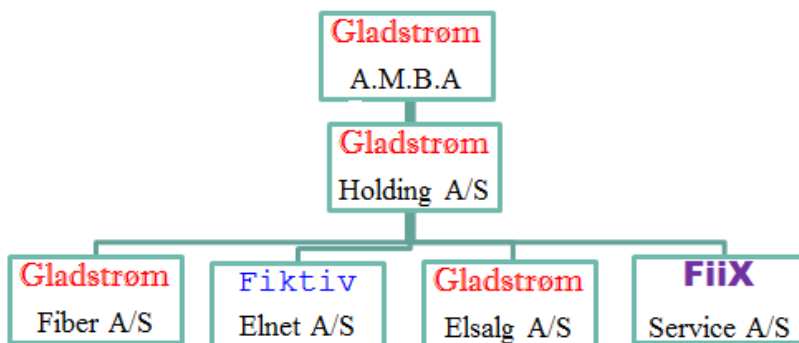 Gladstrøm
A.M.B.A
Gladstrøm
Holding A/S
Gladstrøm
Fiber A/S
Fiktiv
Elnet A/S
Gladstrøm
Elsalg A/S
FiiX
Service A/S